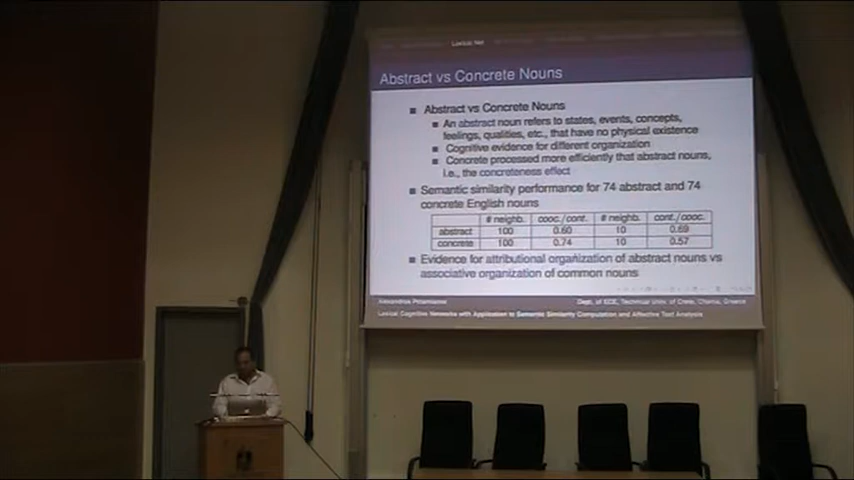 Lexical Net
Abstract vs Concrete Nouns
Abstract vs Concrete Nouns
An abstract noun refers to states, events, concepts,
feelings, qualities, etc., that have no physical existence
Cognitive evidence for different organization
Concrete processed more efficiently that abstract nouns,
i.e., the concreteness effect
Semantic similarity performance for 74 abstract and 74
concrete English nouns
# neighb. cooc./cont. # neighb. cont./cooc.
abstract 100 0.60 10 0.69
concrete 100 0.74 10 0.57
Evidence for attributional organization of abstract nouns vs
associative organization of common nouns
Alexandros Potamianos Dept. of ECE, Technical Univ. of Crete, Chania, Greece
Lexical Cognitive Networks with Application to Semantic Similarity Computation and Affective Text Analysis